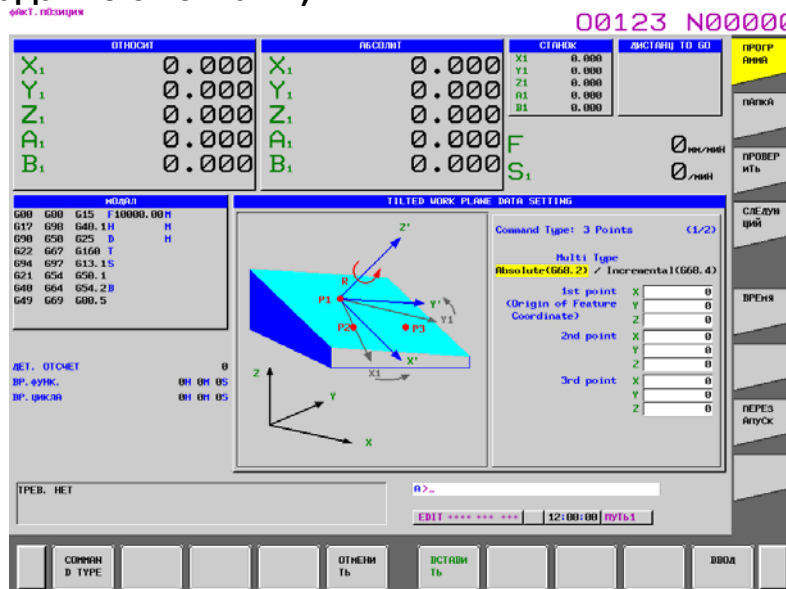 фАКТ. ПОЗИЦИЯ
O0123 N00000
ОТНОСИТ
X1 0.000
Y1 0.000
Z1 0.000
A1 0.000
B1 0.000
АБСОЛЮТ
X1 0.000
Y1 0.000
Z1 0.000
A1 0.000
B1 0.000
СТАНОК
X1 0.000
Y1 0.000
Z1 0.000
A1 0.000
B1 0.000
ДИСТАНЦ TO GO
F 0 мм/мин
S1 0 /мин
МОДАЛ
G00 G80 G15 F10000.00 M
G17 G98 G40.1 H M
G90 G50 G25 D M
G22 G67 G160 T
G94 G97 G13.1 S
G21 G54 G50.1
G40 G64 G54.2 B
G49 G69 G80.5
ДЕТ. ОТСЧЕТ 0
ВР. ФУНК. 0H 0M 0S
ВР. ЦИКЛА 0H 0M 0S
TILTED WORK PLANE DATA SETTING
Z'
R
P1
Y'
Y1
P2
P3
X'
X1
Z
Y
X
Command Type: 3 Points (1/2)
Multi Type
Absolute(G68.2) / Incremental(G68.4)
1st point X 0
(Origin of Feature Y 0
Coordinate) Z 0
2nd point X 0
Y 0
Z 0
3rd point X 0
Y 0
Z 0
ТРЕВ. НЕТ
A>_
EDIT **** *** *** 12:00:00 ПУТЬ1
ПРОГР
АММА
ПАПКА
ПРОВЕР
ИТЬ
СЛЕДУЮ
ЩИЙ
ВРЕМЯ
ПЕРЕЗ
АПУСК
COMMAN
D TYPE
ОТМЕНИ
ТЬ
ВСТАВИ
ТЬ
ВВОД